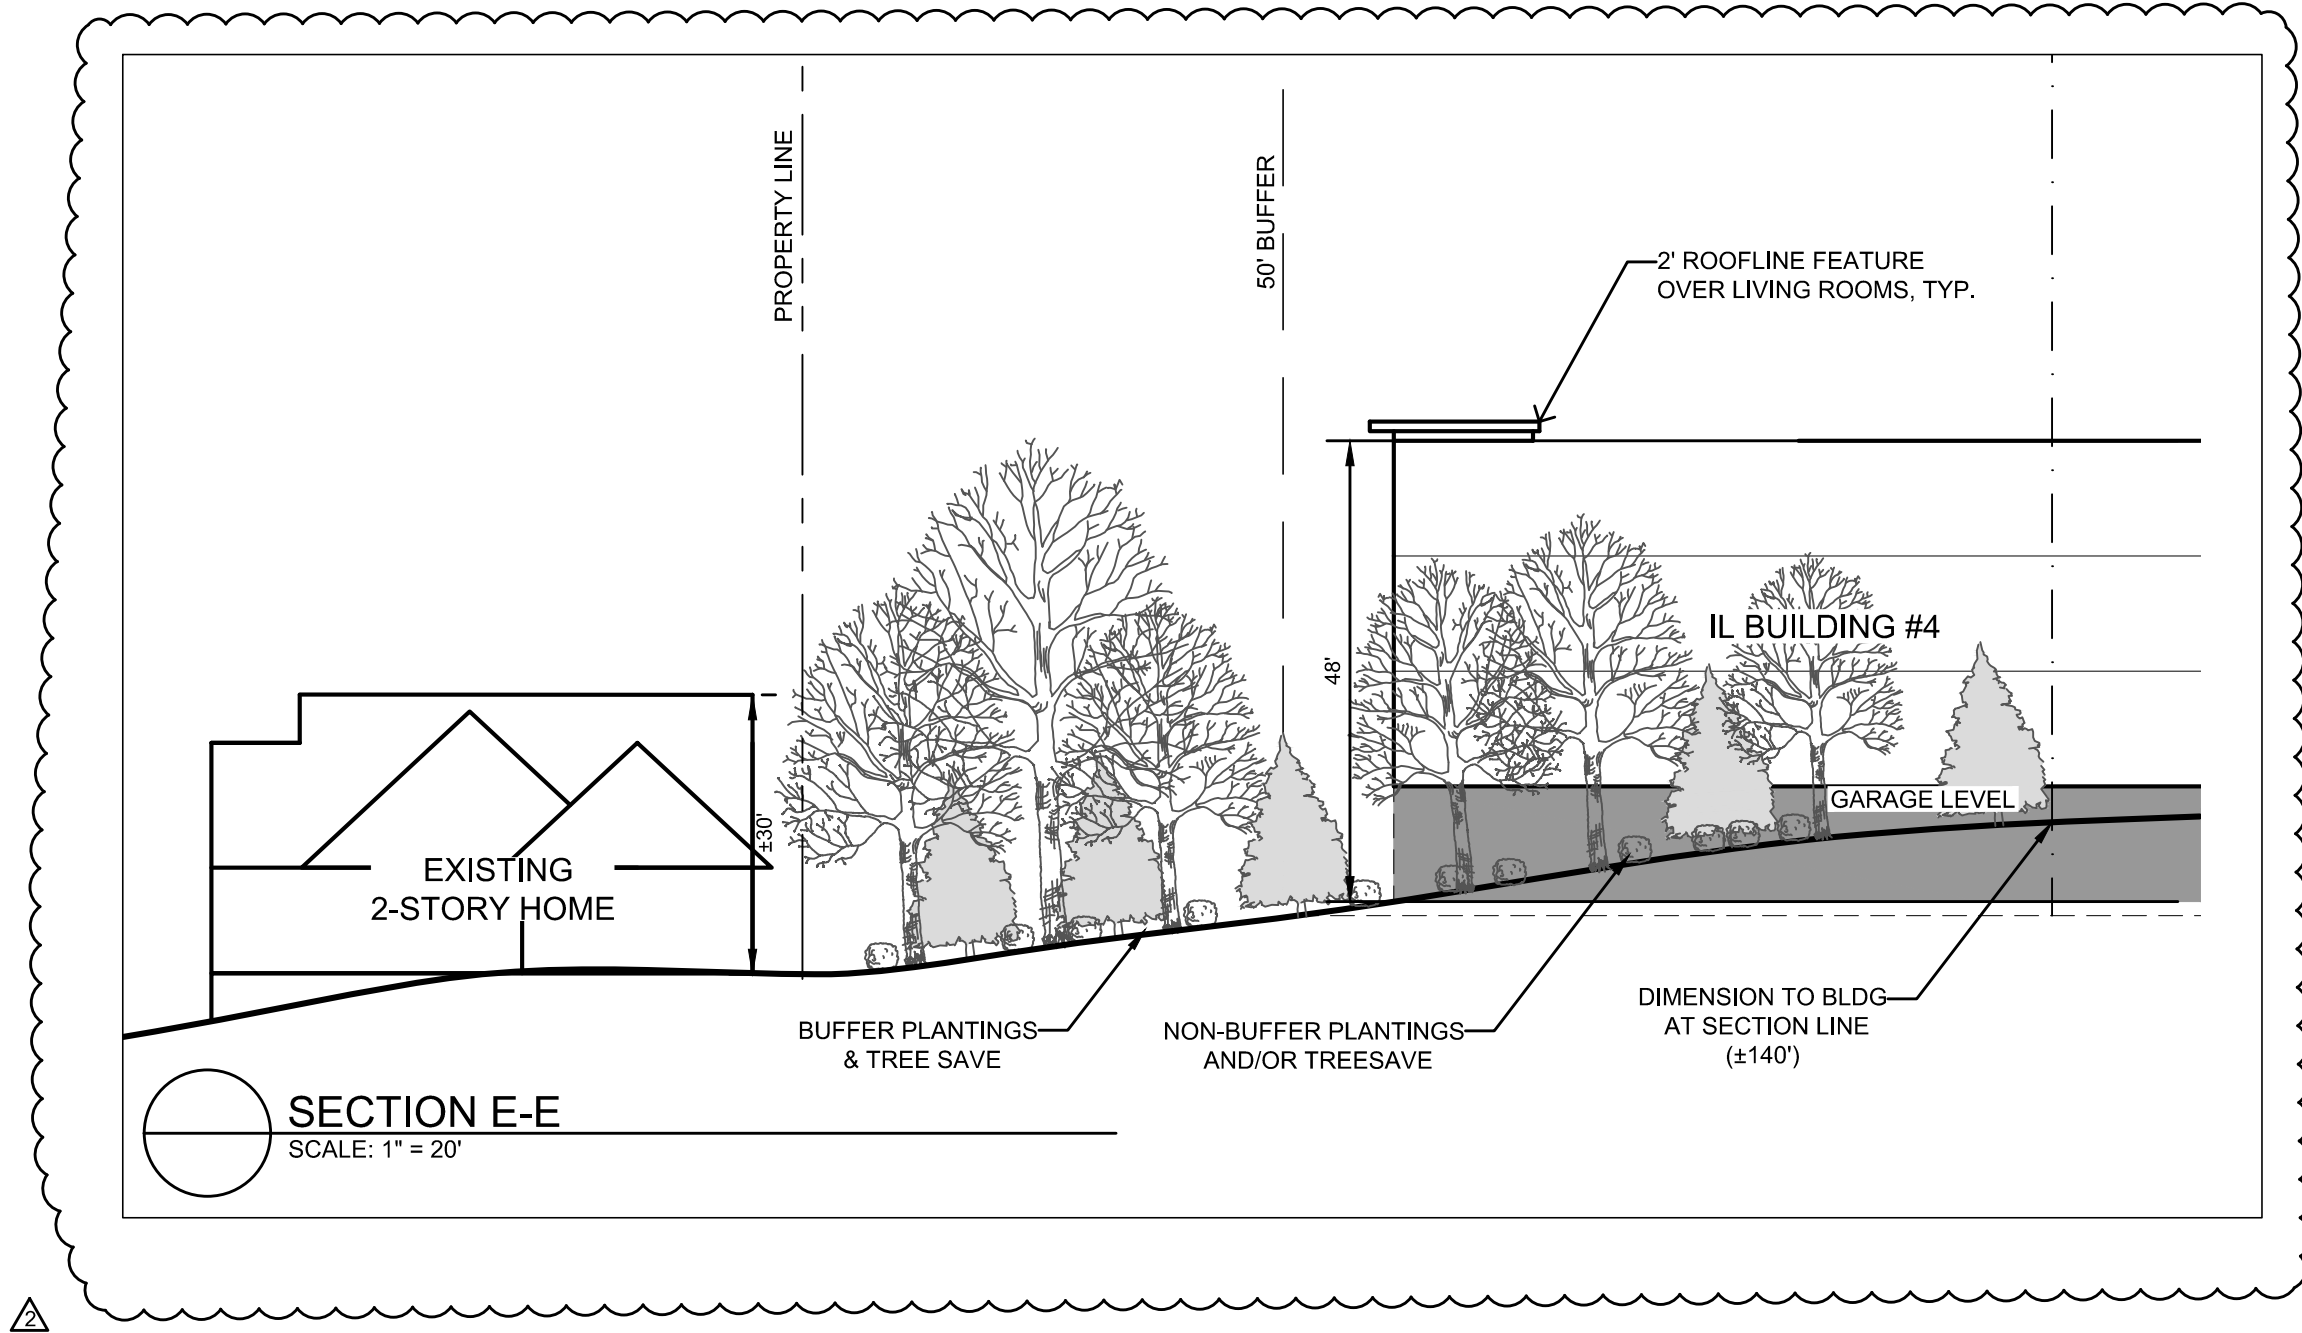 PROPERTY LINE
50' BUFFER
2' ROOFLINE FEATURE
OVER LIVING ROOMS, TYP.
48'
IL BUILDING #4
GARAGE LEVEL
±30'
EXISTING
2-STORY HOME
BUFFER PLANTINGS
& TREE SAVE
NON-BUFFER PLANTINGS
AND/OR TREESAVE
DIMENSION TO BLDG
AT SECTION LINE
(±140')
SECTION E-E
SCALE: 1" = 20'
2